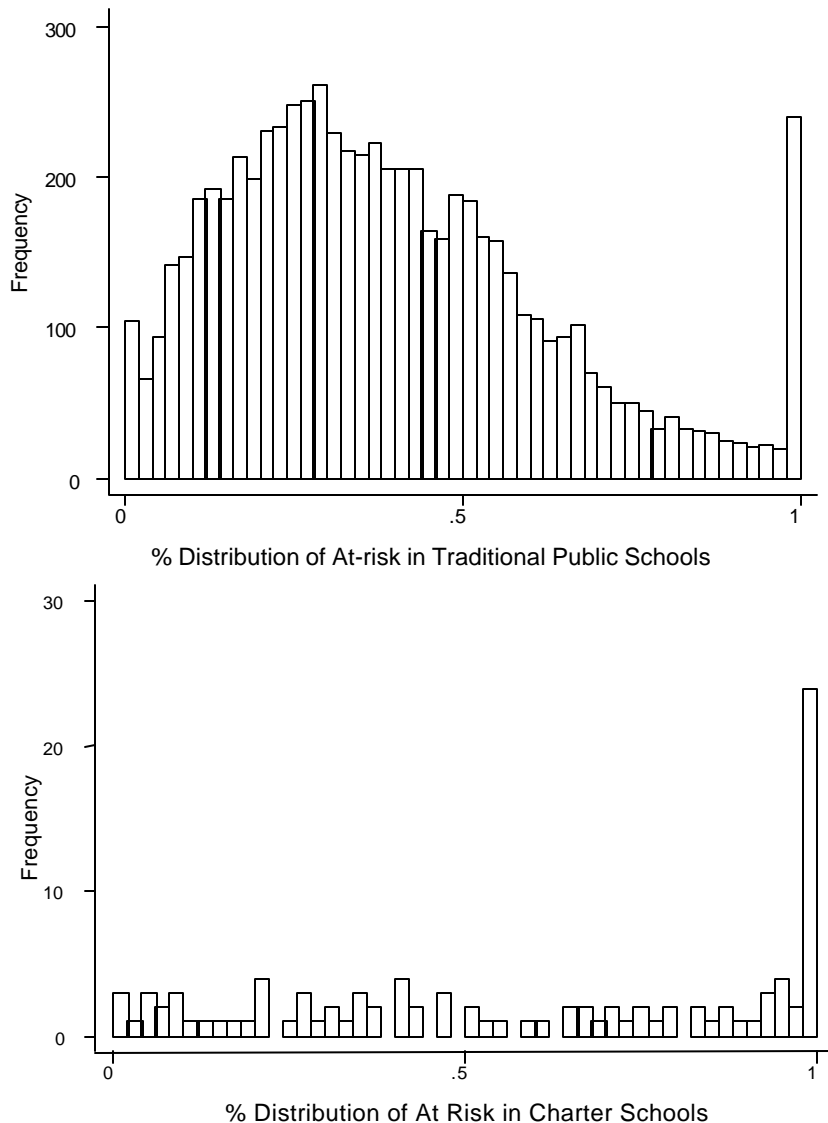 300
200
100
0
Frequency
0 .5 1
% Distribution of At-risk in Traditional Public Schools
30
20
10
0
Frequency
0 .5 1
% Distribution of At Risk in Charter Schools